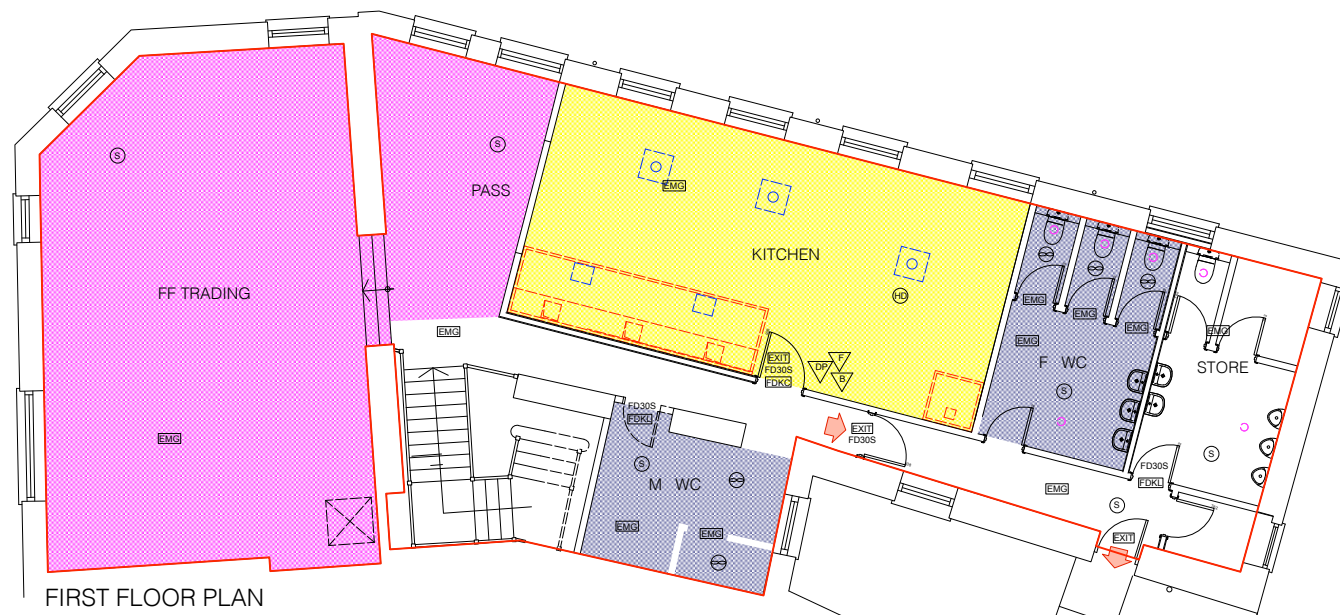 S
S
EMG
PASS
KITCHEN
FF TRADING
HD
EMG
EMG
EMG
EMG
EMG
F WC
S
EMG
STORE
EMG
EXIT
FD30S
FDKC
DP
F
B
FD30S
FDKL
EXIT
FD30S
S
M WC
EMG
EMG
EMG
S
FD30S
FDKL
EMG
S
EXIT
FIRST FLOOR PLAN